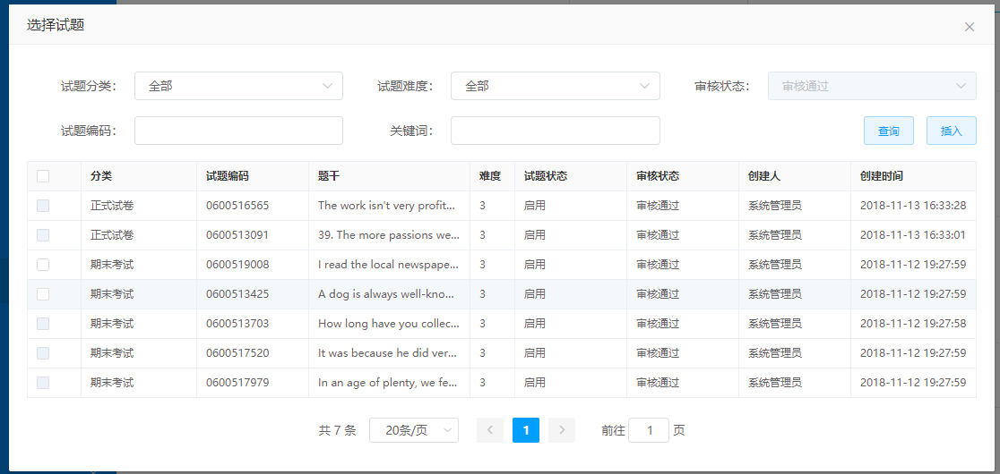 选择试题
试题分类： 全部 试题难度： 全部 审核状态： 审核通过
试题编码： 关键词： 查询 插入
分类 试题编码 题干 难度 试题状态 审核状态 创建人 创建时间
正式试卷 0600516565 The work isn't very profit... 3 启用 审核通过 系统管理员 2018-11-13 16:33:28
正式试卷 0600513091 39. The more passions we... 3 启用 审核通过 系统管理员 2018-11-13 16:33:01
期末考试 0600519008 I read the local newspape... 3 启用 审核通过 系统管理员 2018-11-12 19:27:59
期末考试 0600513425 A dog is always well-kno... 3 启用 审核通过 系统管理员 2018-11-12 19:27:59
期末考试 0600513703 How long have you collec... 3 启用 审核通过 系统管理员 2018-11-12 19:27:58
期末考试 0600517520 It was because he did ver... 3 启用 审核通过 系统管理员 2018-11-12 19:27:59
期末考试 0600517979 In an age of plenty, we fe... 3 启用 审核通过 系统管理员 2018-11-12 19:27:59
共 7 条 20条/页 1 前往 1 页